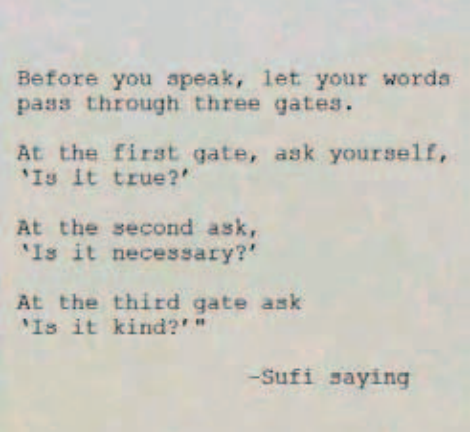 Before you speak, let your words
pass through three gates.
At the first gate, ask yourself,
‘Is it true?’
At the second ask,
‘Is it necessary?’
At the third gate ask
‘Is it kind?’"
-Sufi saying